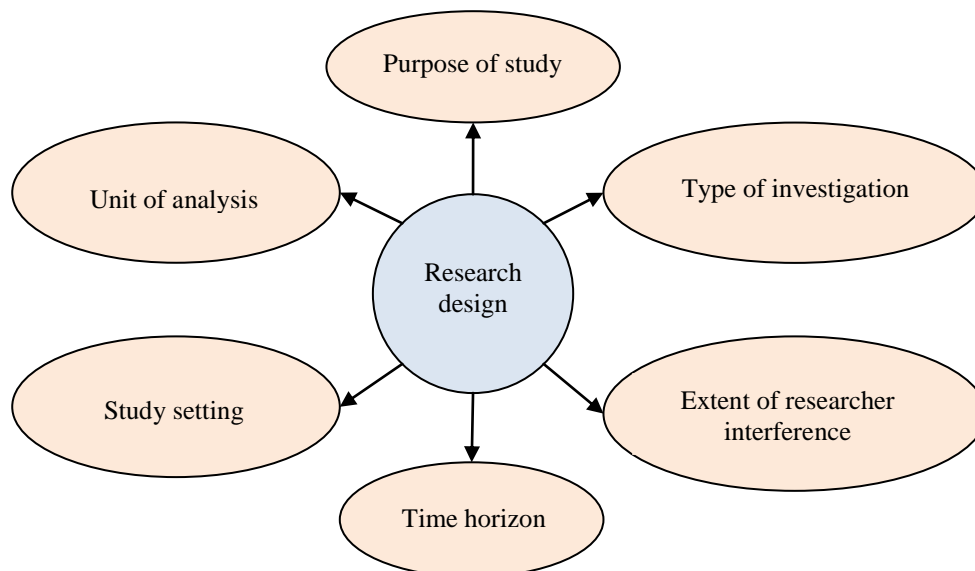 Purpose of study
Unit of analysis
Type of investigation
Research
design
Study setting
Extent of researcher
interference
Time horizon